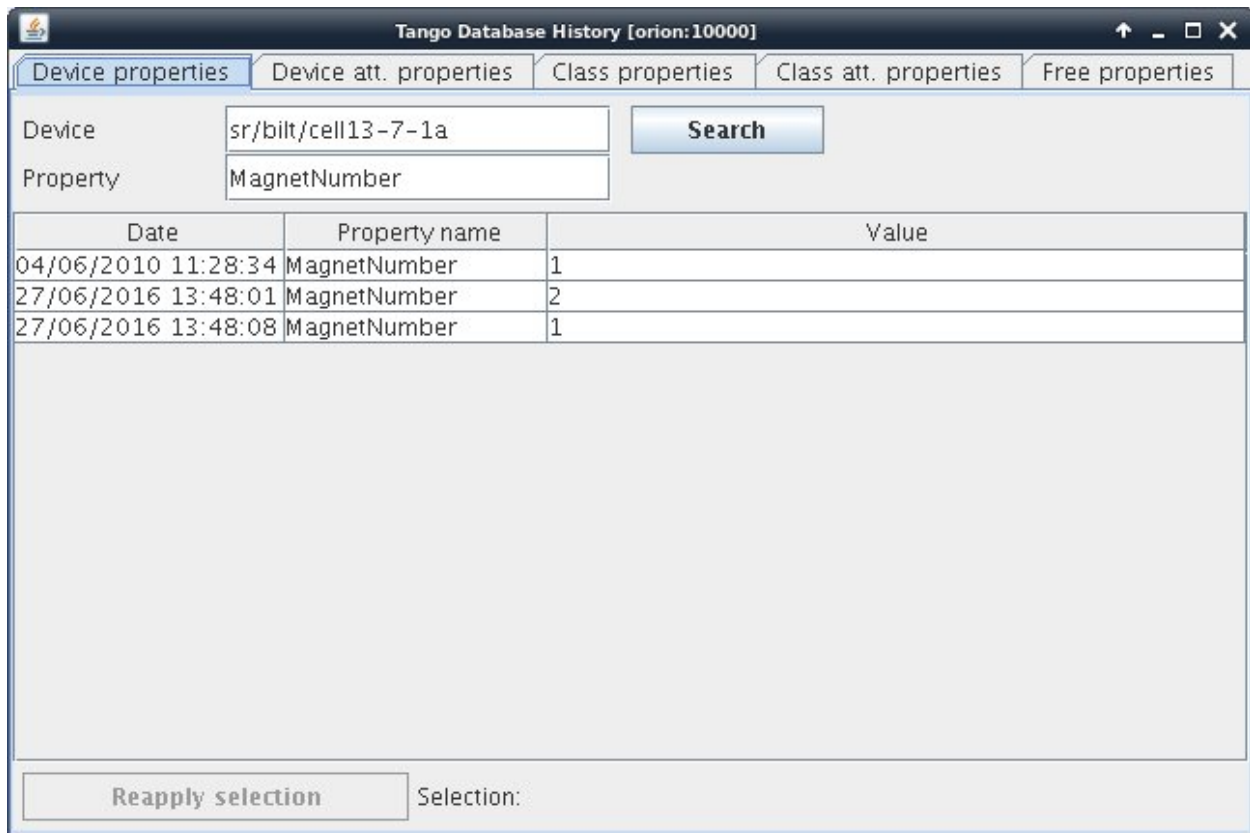 Tango Database History [orion:10000]
Device properties Device att. properties Class properties Class att. properties Free properties
Device sr/bilt/cell13-7-1a Search
Property MagnetNumber
Date Property name Value
04/06/2010 11:28:34 MagnetNumber 1
27/06/2016 13:48:01 MagnetNumber 2
27/06/2016 13:48:08 MagnetNumber 1
Reapply selection Selection: